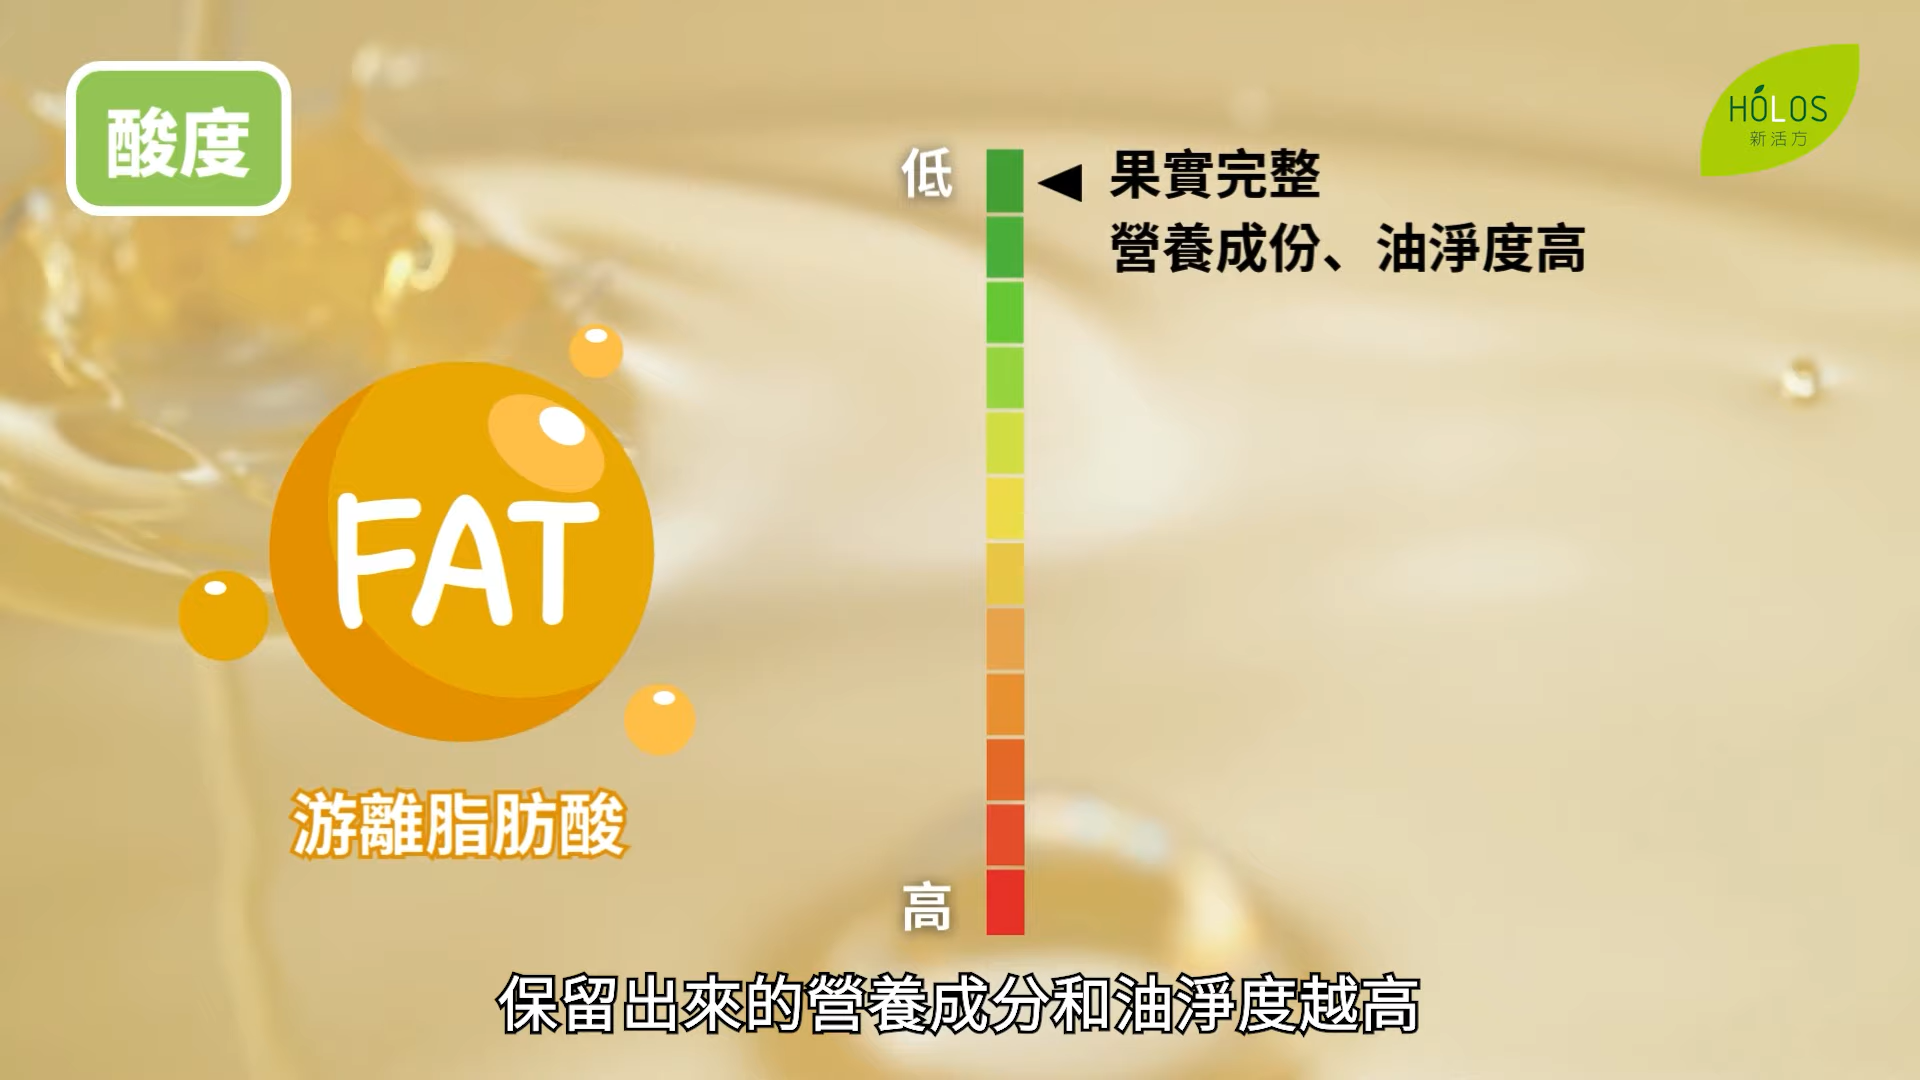 酸度
HOLOS
新活方
低
果實完整
營養成份、油淨度高
FAT
游離脂肪酸
高
保留出來的營養成分和油淨度越高